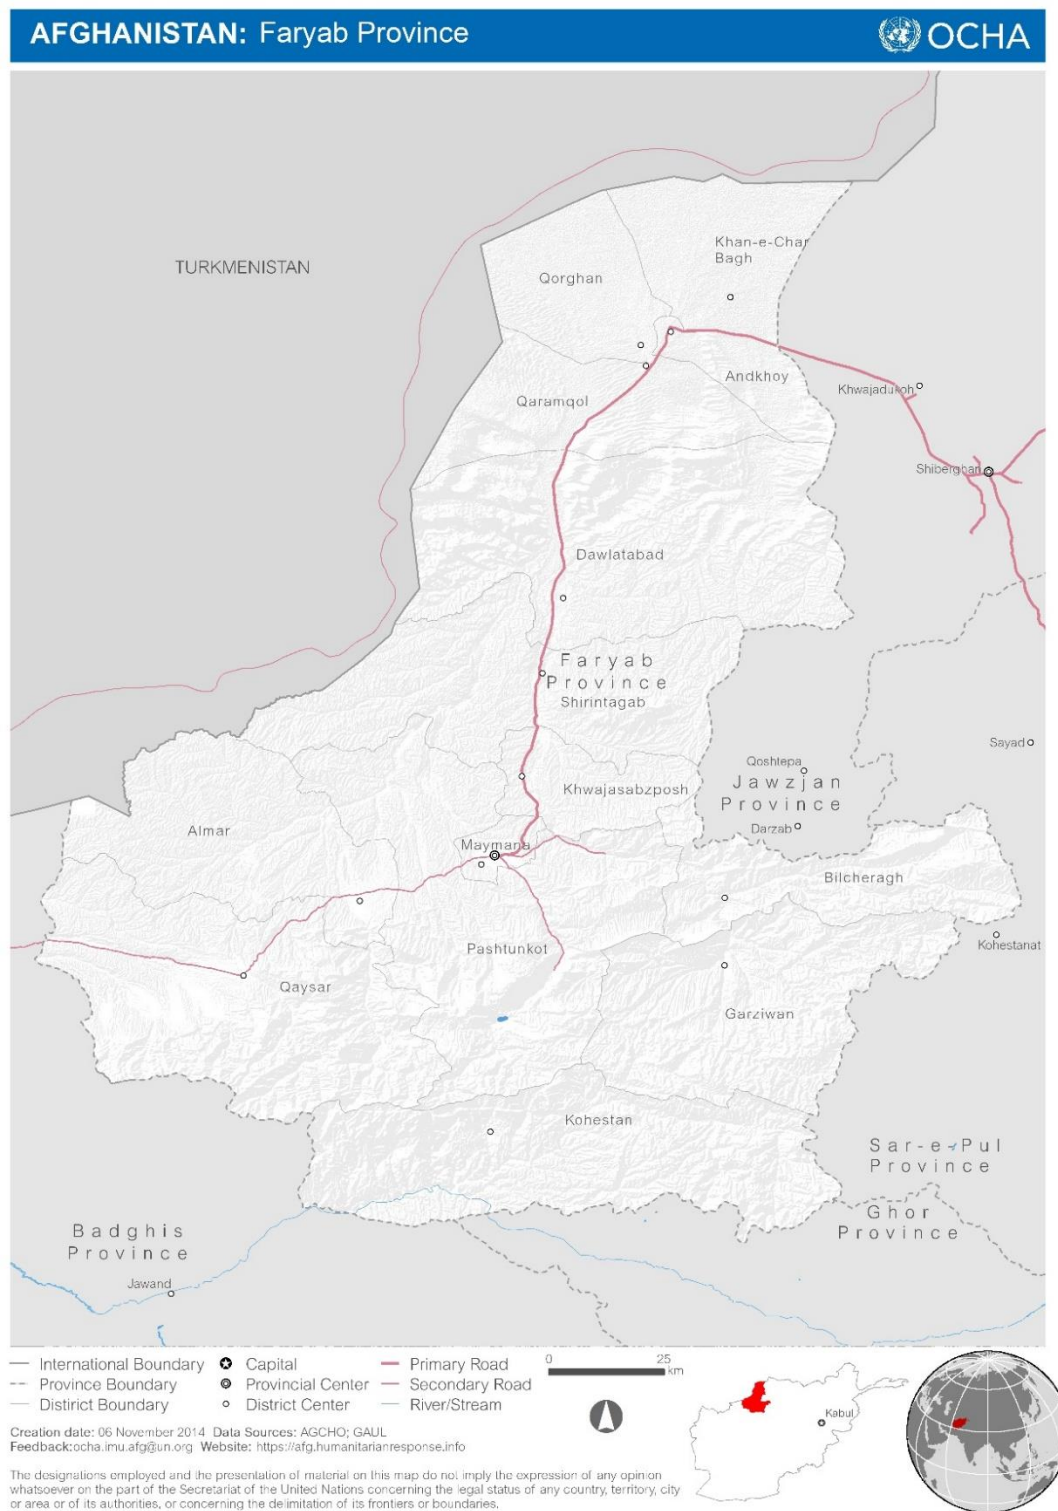 AFGHANISTAN: Faryab Province
OCHA
TURKMENISTAN
Khan-e-Char
Bagh
Qorghan
Andkhoy
Khwajadukoh
Qaramqol
Shiberghan
Dawlatabad
Faryab
Province
Shirintagab
Sayad
Qoshtepa
Jawzjan
Province
Khwajasabzposh
Darzab
Almar
Maymana
Bilcheragh
Kohestanat
Pashtunkot
Qaysar
Garziwan
Kohestan
Sar-e-Pul
Province
Ghor
Province
Badghis
Province
Jawand
International Boundary
Province Boundary
Distirict Boundary
Capital
Provincial Center
District Center
Primary Road
Secondary Road
River/Stream
0 25
km
Kabul
Creation date: 06 November 2014 Data Sources: AGCHO; GAUL
Feedback:ocha.imu.afg@un.org Website: https://afg.humanitarianresponse.info
The designations employed and the presentation of material on this map do not imply the expression of any opinion
whatsoever on the part of the Secretariat of the United Nations concerning the legal status of any country, territory, city
or area or of its authorities, or concerning the delimitation of its frontiers or boundaries.